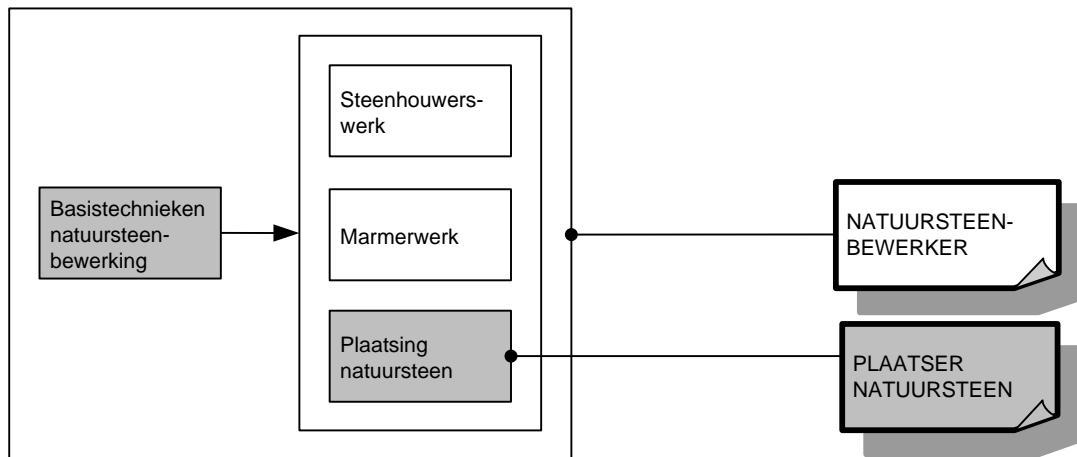 Basistechnieken
natuursteen-
bewerking
Steenhouwers-
werk
Marmerwerk
Plaatsing
natuursteen
NATUURSTEEN-
BEWERKER
PLAATSER
NATUURSTEEN